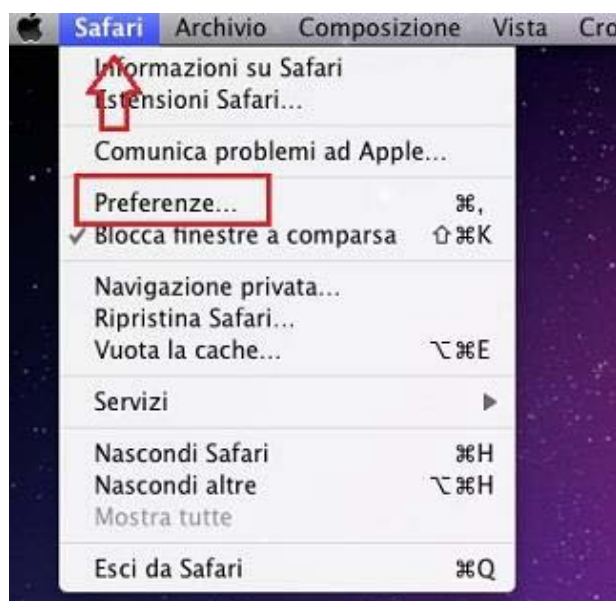 Safari Archivio Composizione Vista Cro
Informazioni su Safari
Estensioni Safari...
Comunica problemi ad Apple...
Preferenze... ⌘,
✓ Blocca finestre a comparsa ⇧⌘K
Navigazione privata...
Ripristina Safari...
Vuota la cache... ⌥⌘E
Servizi ▶
Nascondi Safari ⌘H
Nascondi altre ⌥⌘H
Mostra tutte
Esci da Safari ⌘Q